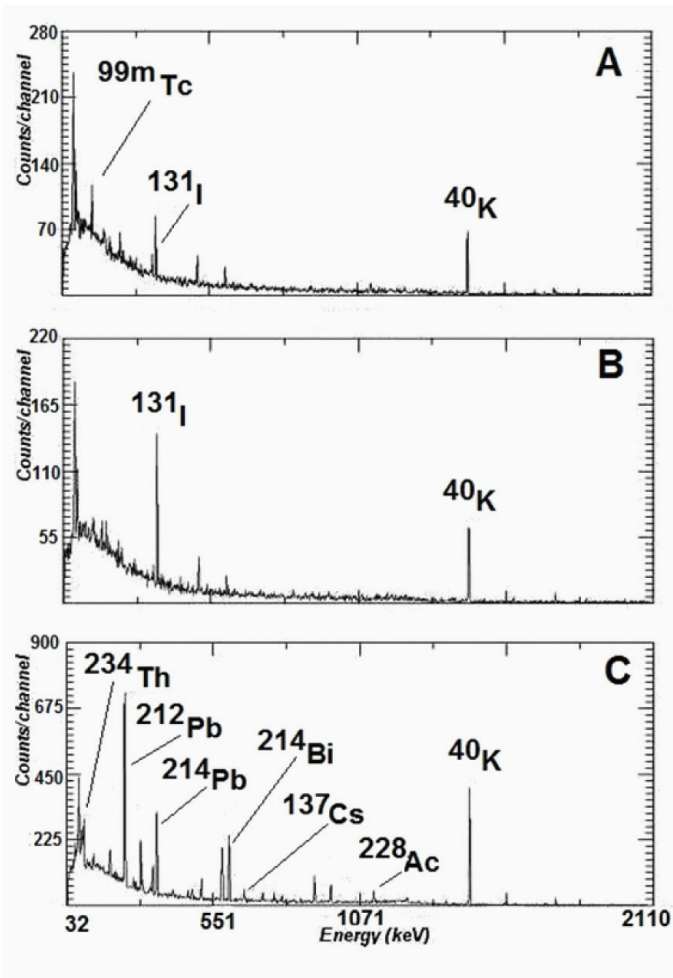 280
210
140
70
Counts/channel
A
99m Tc
131 I
40 K
220
165
110
55
Counts/channel
B
131 I
40 K
900
675
450
225
Counts/channel
C
234 Th
212 Pb
214 Pb
214 Bi
137 Cs
228 Ac
40 K
32 551 1071 2110
Energy (keV)